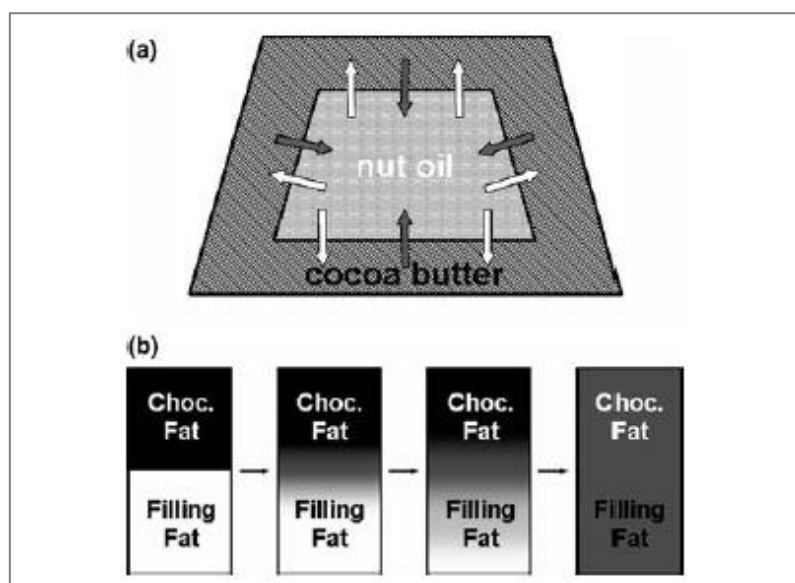 (a)
nut oil
cocoa butter
(b)
Choc.
Fat
Filling
Fat
Choc.
Fat
Filling
Fat
Choc.
Fat
Filling
Fat
Choc.
Fat
Filling
Fat